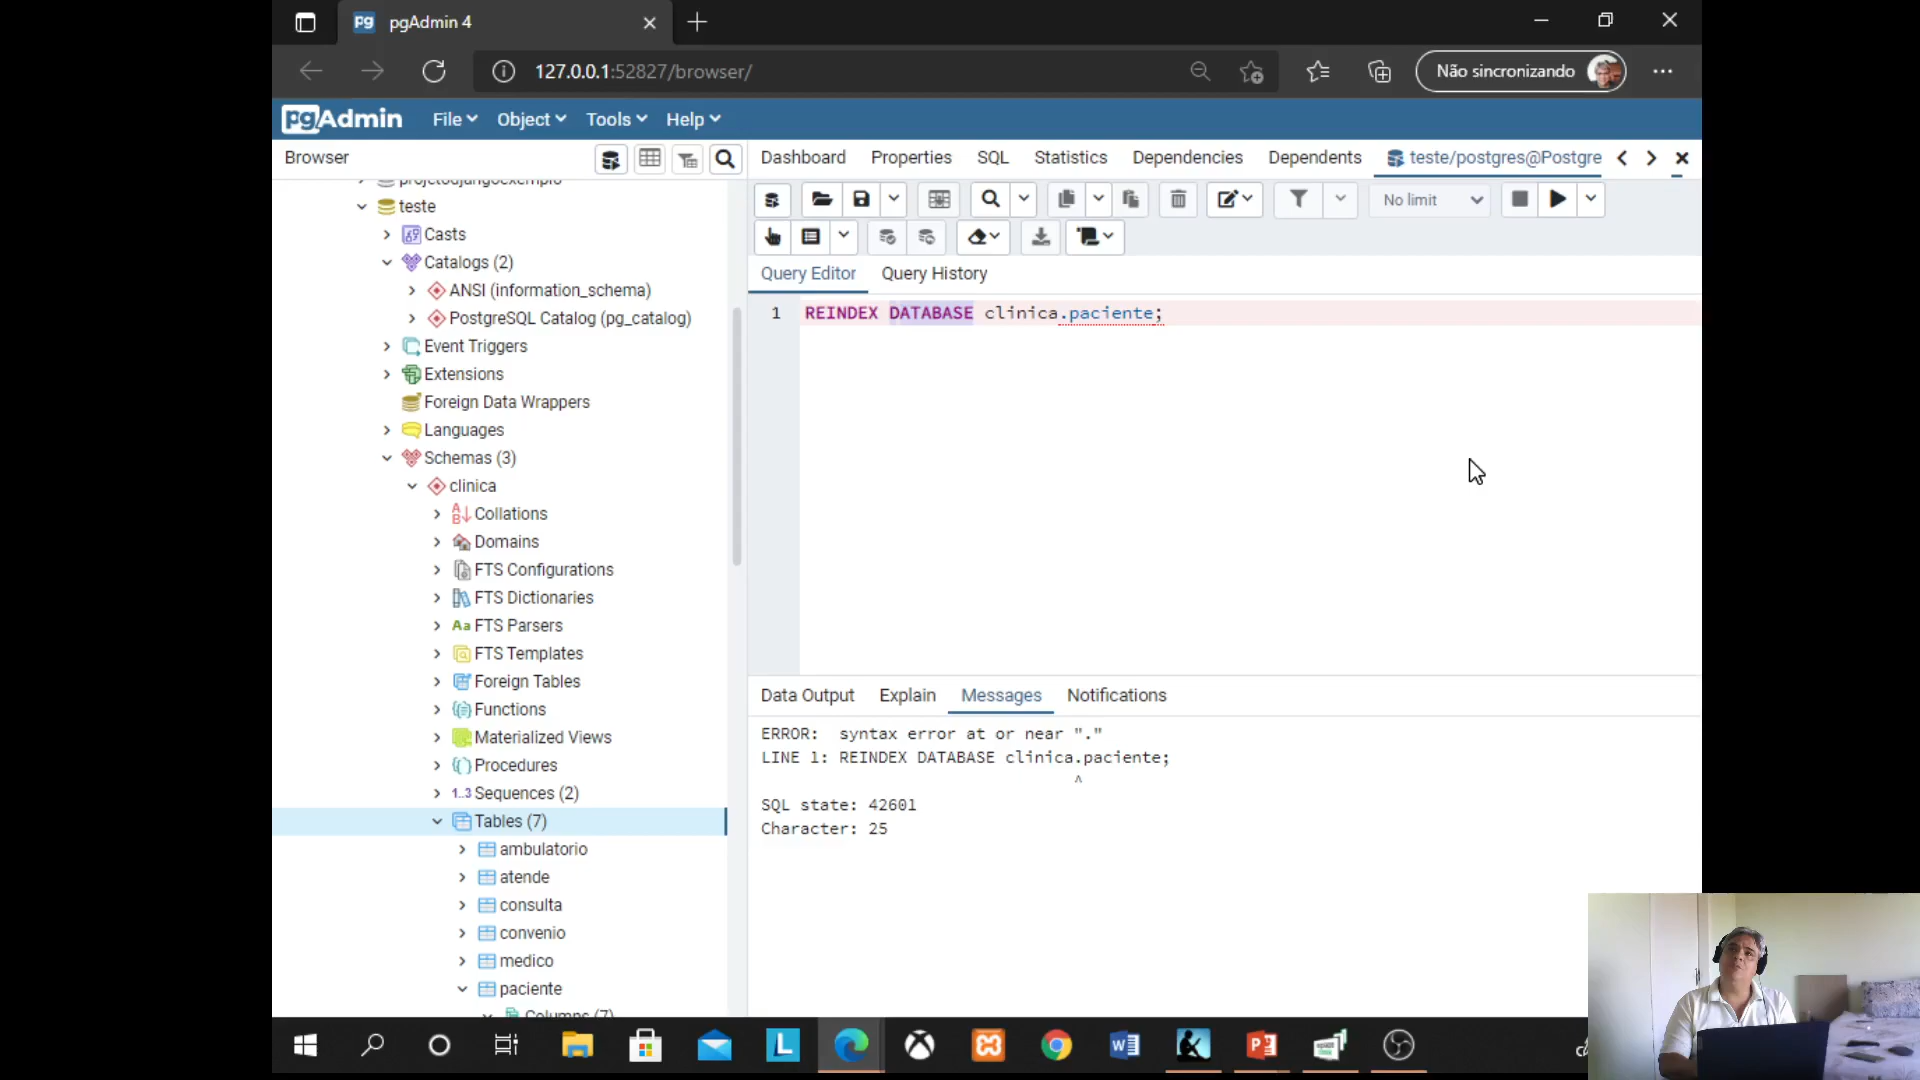 pgAdmin 4
127.0.0.1:52827/browser/
Não sincronizando
pgAdmin
File
Object
Tools
Help
Browser
Dashboard
Properties
SQL
Statistics
Dependencies
Dependents
teste/postgres@Postgre
projetodjangoexemplo
teste
Casts
Catalogs (2)
ANSI (information_schema)
PostgreSQL Catalog (pg_catalog)
Event Triggers
Extensions
Foreign Data Wrappers
Languages
Schemas (3)
clinica
Collations
Domains
FTS Configurations
FTS Dictionaries
FTS Parsers
FTS Templates
Foreign Tables
Functions
Materialized Views
Procedures
Sequences (2)
Tables (7)
ambulatorio
atende
consulta
convenio
medico
paciente
Columns (7)
No limit
Query Editor
Query History
1 REINDEX DATABASE clinica.paciente;
Data Output
Explain
Messages
Notifications
ERROR:  syntax error at or near "."
LINE 1: REINDEX DATABASE clinica.paciente;
^
SQL state: 42601
Character: 25